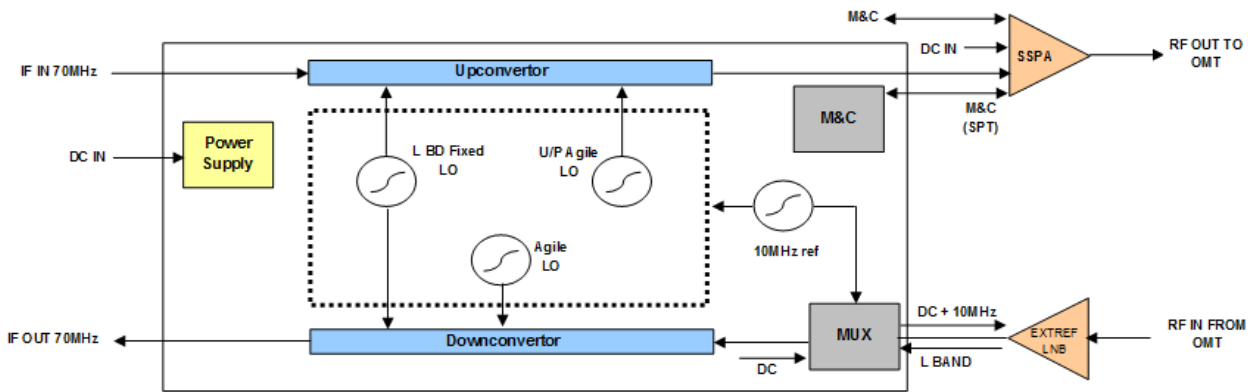 M&C
DC IN
SSPA
RF OUT TO
OMT
IF IN 70MHz
Upconvertor
M&C
(SPT)
M&C
Power
Supply
DC IN
L BD Fixed
LO
U/P Agile
LO
Agile
LO
10MHz ref
IF OUT 70MHz
Downconvertor
DC
MUX
DC + 10MHz
L BAND
EXTREF
LNB
RF IN FROM
OMT